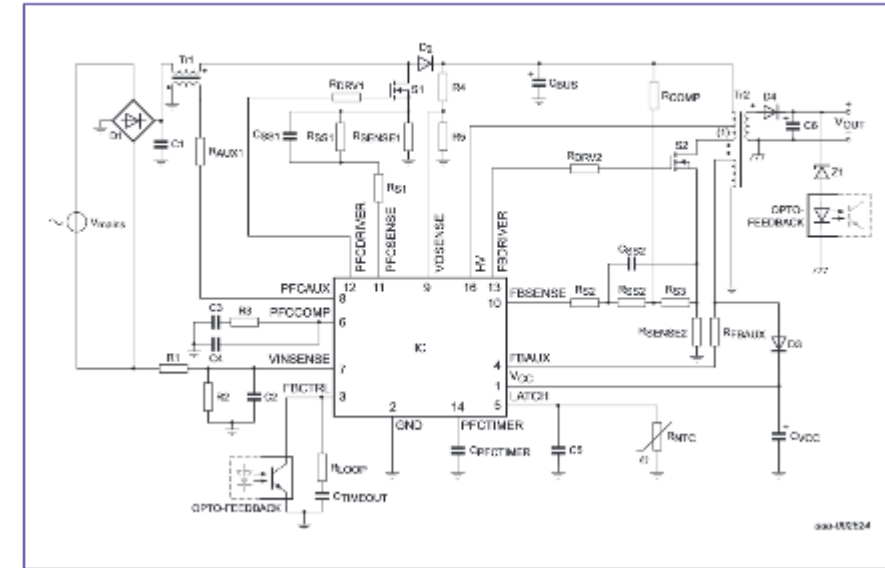 Tr1
D2
S1
RDRV1
CSS1
RSS1
RSENSE1
R4
R5
CBUS
RCOMP
Tr2
D4
(1)
C6
VOUT
D1
C1
RAUX1
RS1
RDRV2
S2
Z1
OPTO-
FEEDBACK
Vmains
PFCDRIVER
PFCSENSE
VOSENSE
HV
FBDRIVER
12
11
9
16
13
CSS2
PFCAUX
8
10
FBSENSE
RS2
RSS2
RS3
PFCCOMP
6
C3
R3
C4
IC
RSENSE2
RFBAUX
D3
R1
VINSENSE
7
FBAUX
4
VCC
1
R2
C2
FBCTRL
3
LATCH
5
2
14
GND
PFCTIMER
CPFCTIMER
C5
RNTC
CVCC
RLOOP
CTIMEOUT
OPTO-FEEDBACK